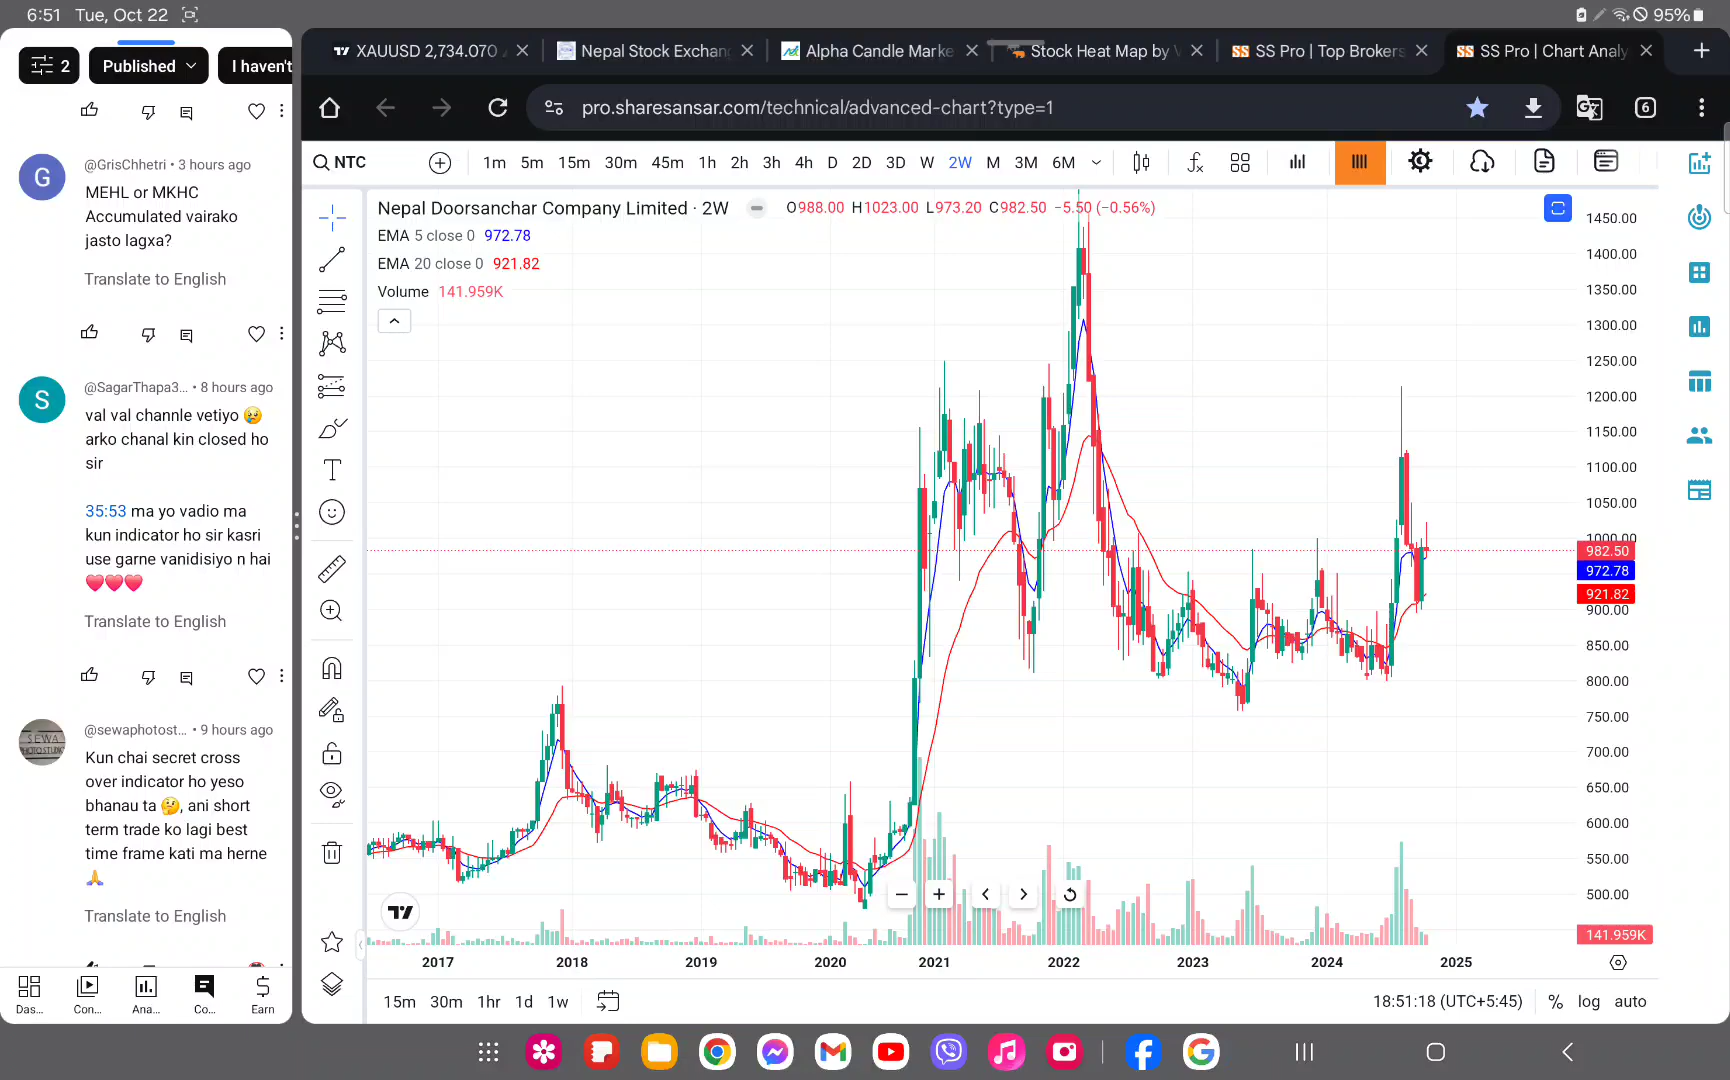 6:51 Tue, Oct 22
95%
2
Published
I haven't
@GrisChhetri • 3 hours ago
G
MEHL or MKHC
Accumulated vairako
jasto lagxa?
Translate to English
@SagarThapa3... • 8 hours ago
S
val val channle vetiyo 😢
arko chanal kin closed ho
sir
35:53 ma yo vadio ma
kun indicator ho sir kasri
use garne vanidisiyo n hai
❤️❤️❤️
Translate to English
@sewaphotost... • 9 hours ago
SEWA
PHOTO STUDIO
Kun chai secret cross
over indicator ho yeso
bhanau ta 🤔, ani short
term trade ko lagi best
time frame kati ma herne
🙏
Translate to English
Das...
Con...
Ana...
Co...
Earn
XAUUSD 2,734.070
Nepal Stock Exchan
Alpha Candle Marke
Stock Heat Map by
SS Pro | Top Brokers
SS Pro | Chart Analy
pro.sharesansar.com/technical/advanced-chart?type=1
6
NTC
1m 5m 15m 30m 45m 1h 2h 3h 4h D 2D 3D W 2W M 3M 6M
Nepal Doorsanchar Company Limited · 2W
O988.00 H1023.00 L973.20 C982.50 −5.50 (−0.56%)
EMA 5 close 0 972.78
EMA 20 close 0 921.82
Volume 141.959K
1450.00
1400.00
1350.00
1300.00
1250.00
1200.00
1150.00
1100.00
1050.00
1000.00
982.50
972.78
921.82
900.00
850.00
800.00
750.00
700.00
650.00
600.00
550.00
500.00
141.959K
2017 2018 2019 2020 2021 2022 2023 2024 2025
15m 30m 1hr 1d 1w
18:51:18 (UTC+5:45) % log auto